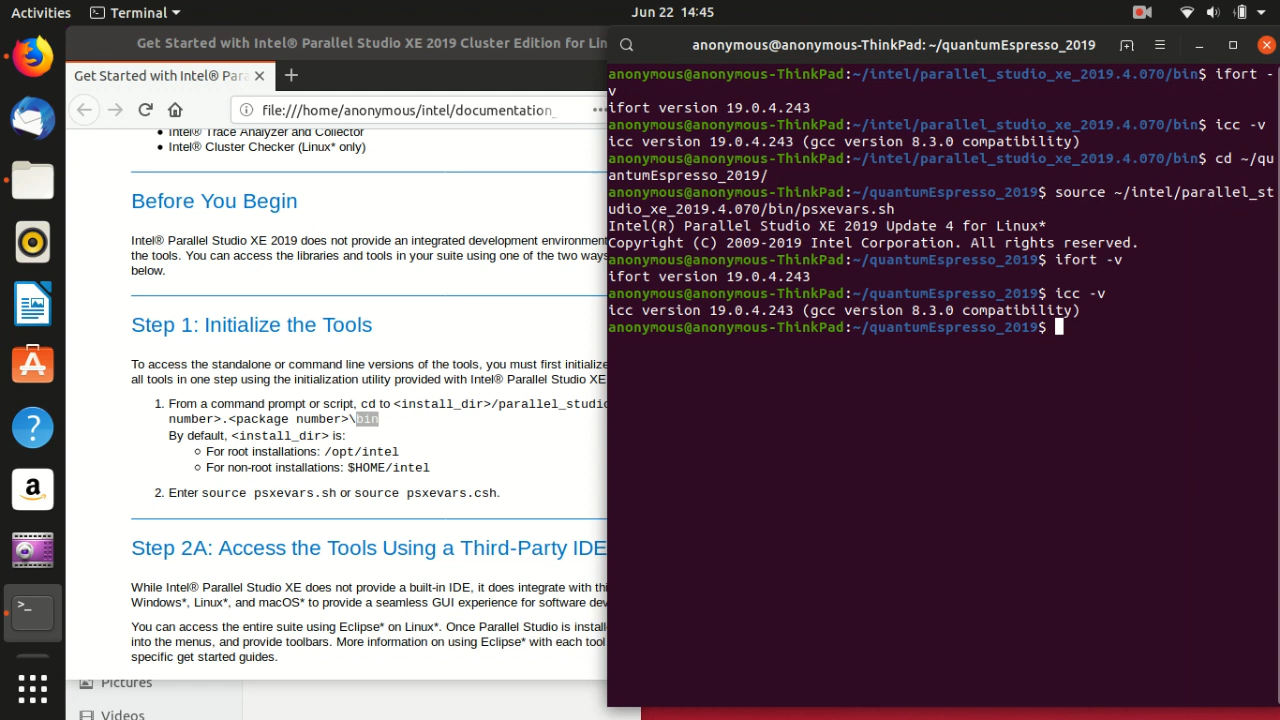 Activities
Terminal
Jun 22 14:45
Get Started with Intel® Parallel Studio XE 2019 Cluster Edition for Lin
Get Started with Intel® Para
file:///home/anonymous/intel/documentation_
Intel® Trace Analyzer and Collector
Intel® Cluster Checker (Linux* only)
Before You Begin
Intel® Parallel Studio XE 2019 does not provide an integrated development environment
the tools. You can access the libraries and tools in your suite using one of the two ways
below.
Step 1: Initialize the Tools
To access the standalone or command line versions of the tools, you must first initialize
all tools in one step using the initialization utility provided with Intel® Parallel Studio XE
1. From a command prompt or script, cd to <install_dir>/parallel_studio
number>.<package number>\bin
By default, <install_dir> is:
For root installations: /opt/intel
For non-root installations: $HOME/intel
2. Enter source psxevars.sh or source psxevars.csh.
Step 2A: Access the Tools Using a Third-Party IDE
While Intel® Parallel Studio XE does not provide a built-in IDE, it does integrate with thi
Windows*, Linux*, and macOS* to provide a seamless GUI experience for software dev
You can access the entire suite using Eclipse* on Linux*. Once Parallel Studio is install
into the menus, and provide toolbars. More information on using Eclipse* with each tool
specific get started guides.
Pictures
Videos
anonymous@anonymous-ThinkPad: ~/quantumEspresso_2019
anonymous@anonymous-ThinkPad:~/intel/parallel_studio_xe_2019.4.070/bin$ ifort -
v
ifort version 19.0.4.243
anonymous@anonymous-ThinkPad:~/intel/parallel_studio_xe_2019.4.070/bin$ icc -v
icc version 19.0.4.243 (gcc version 8.3.0 compatibility)
anonymous@anonymous-ThinkPad:~/intel/parallel_studio_xe_2019.4.070/bin$ cd ~/qu
antumEspresso_2019/
anonymous@anonymous-ThinkPad:~/quantumEspresso_2019$ source ~/intel/parallel_st
udio_xe_2019.4.070/bin/psxevars.sh
Intel(R) Parallel Studio XE 2019 Update 4 for Linux*
Copyright (C) 2009-2019 Intel Corporation. All rights reserved.
anonymous@anonymous-ThinkPad:~/quantumEspresso_2019$ ifort -v
ifort version 19.0.4.243
anonymous@anonymous-ThinkPad:~/quantumEspresso_2019$ icc -v
icc version 19.0.4.243 (gcc version 8.3.0 compatibility)
anonymous@anonymous-ThinkPad:~/quantumEspresso_2019$